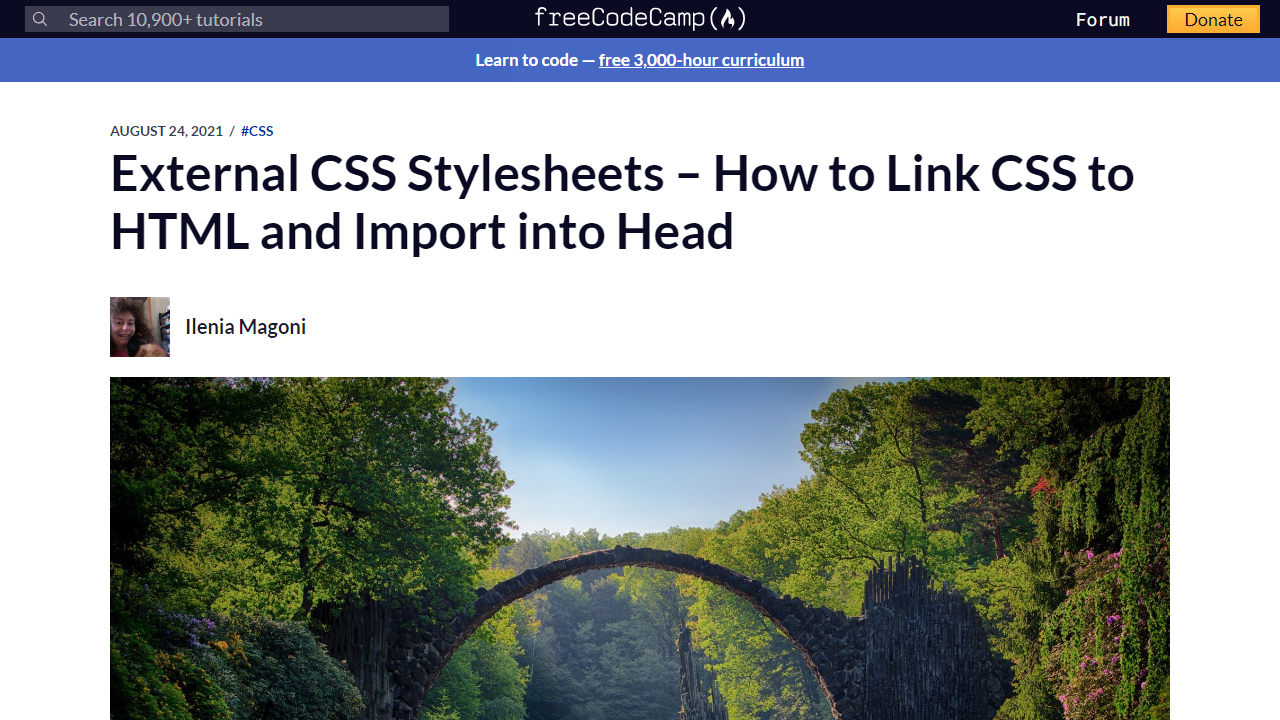 Search 10,900+ tutorials
freeCodeCamp
Forum
Donate
Learn to code — free 3,000-hour curriculum
AUGUST 24, 2021 / #CSS
External CSS Stylesheets – How to Link CSS to
HTML and Import into Head
Ilenia Magoni